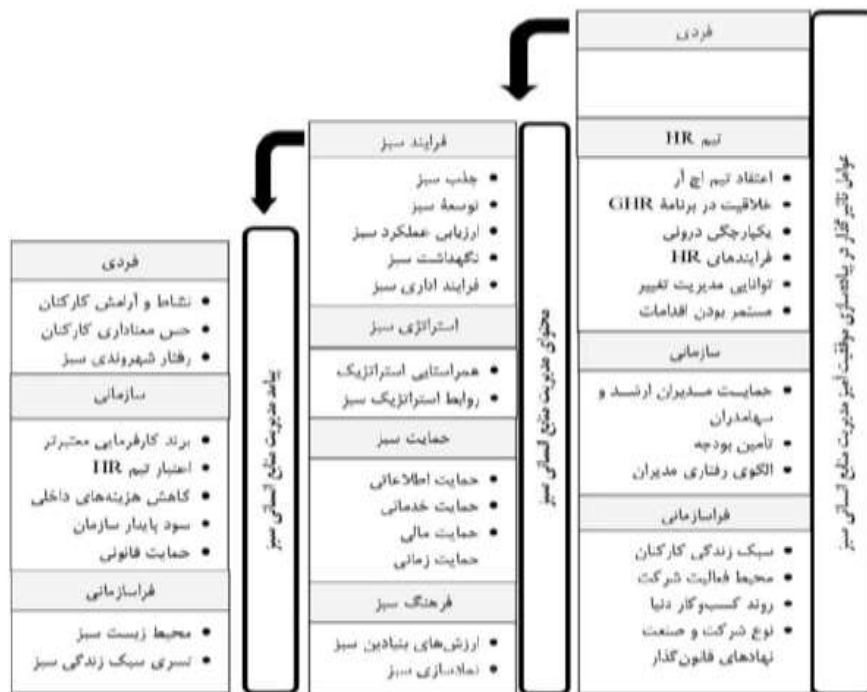 عوامل تاثیرگذار در پیاده‌سازی موفقیت آمیز مدیریت منابع انسانی سبز
فردی
تیم HR
اعتقاد تیم اچ آر
خلاقیت در برنامهٔ GHR
یکپارچگی درونی
فرایندهای HR
توانایی مدیریت تغییر
مستمر بودن اقدامات
سازمانی
حمایت مدیران ارشد و
سهامداران
تأمین بودجه
الگوی رفتاری مدیران
فراسازمانی
سبک زندگی کارکنان
محیط فعالیت شرکت
روند کسب‌وکار دنیا
نوع شرکت و صنعت
نهادهای قانون‌گذار
محتوای مدیریت منابع انسانی سبز
فرایند سبز
جذب سبز
توسعهٔ سبز
ارزیابی عملکرد سبز
نگهداشت سبز
فرایند اداری سبز
استراتژی سبز
همراستایی استراتژیک
روابط استراتژیک سبز
حمایت سبز
حمایت اطلاعاتی
حمایت خدماتی
حمایت مالی
حمایت زمانی
فرهنگ سبز
ارزش‌های بنیادین سبز
نمادسازی سبز
پیامد مدیریت منابع انسانی سبز
فردی
نشاط و آرامش کارکنان
حس معناداری کارکنان
رفتار شهروندی سبز
سازمانی
برند کارفرمایی معتبرتر
اعتبار تیم HR
کاهش هزینه‌های داخلی
سود پایدار سازمان
حمایت قانونی
فراسازمانی
محیط زیست سبز
تسری سبک زندگی سبز